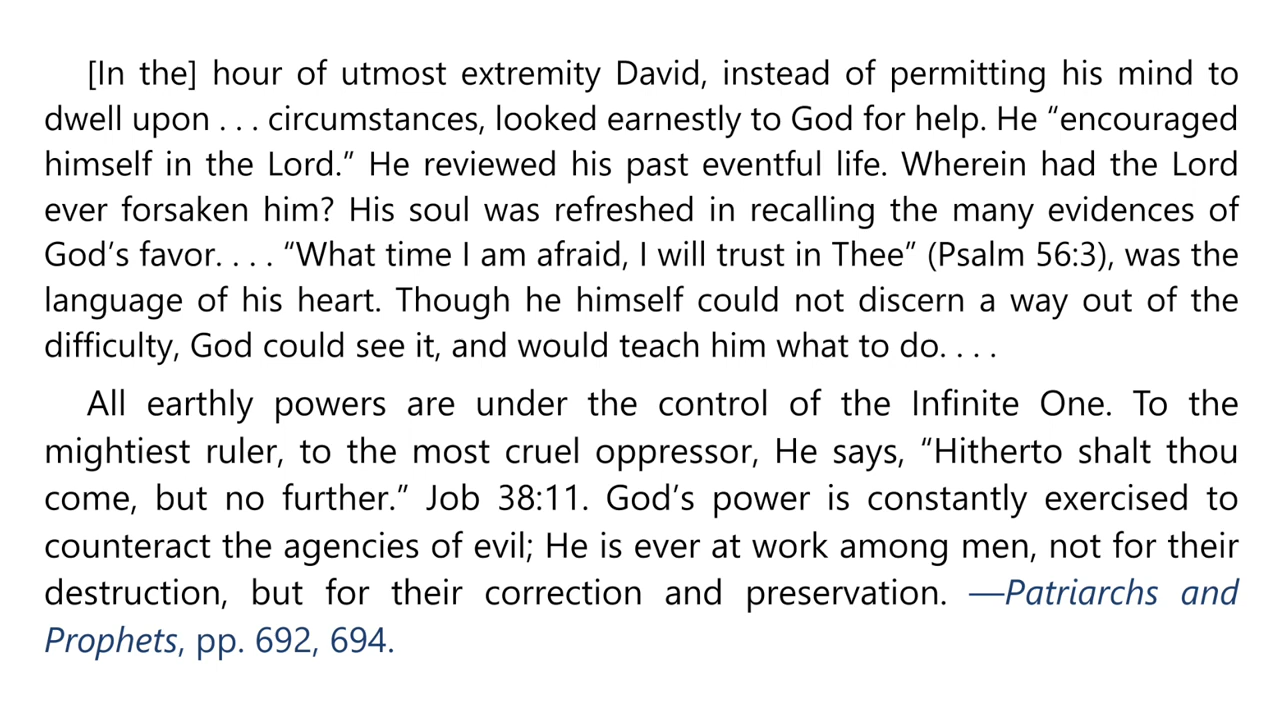 [In the] hour of utmost extremity David, instead of permitting his mind to
dwell upon . . . circumstances, looked earnestly to God for help. He “encouraged
himself in the Lord.” He reviewed his past eventful life. Wherein had the Lord
ever forsaken him? His soul was refreshed in recalling the many evidences of
God’s favor. . . . “What time I am afraid, I will trust in Thee” (Psalm 56:3), was the
language of his heart. Though he himself could not discern a way out of the
difficulty, God could see it, and would teach him what to do. . . .
All earthly powers are under the control of the Infinite One. To the
mightiest ruler, to the most cruel oppressor, He says, “Hitherto shalt thou
come, but no further.” Job 38:11. God’s power is constantly exercised to
counteract the agencies of evil; He is ever at work among men, not for their
destruction, but for their correction and preservation. —Patriarchs and
Prophets, pp. 692, 694.